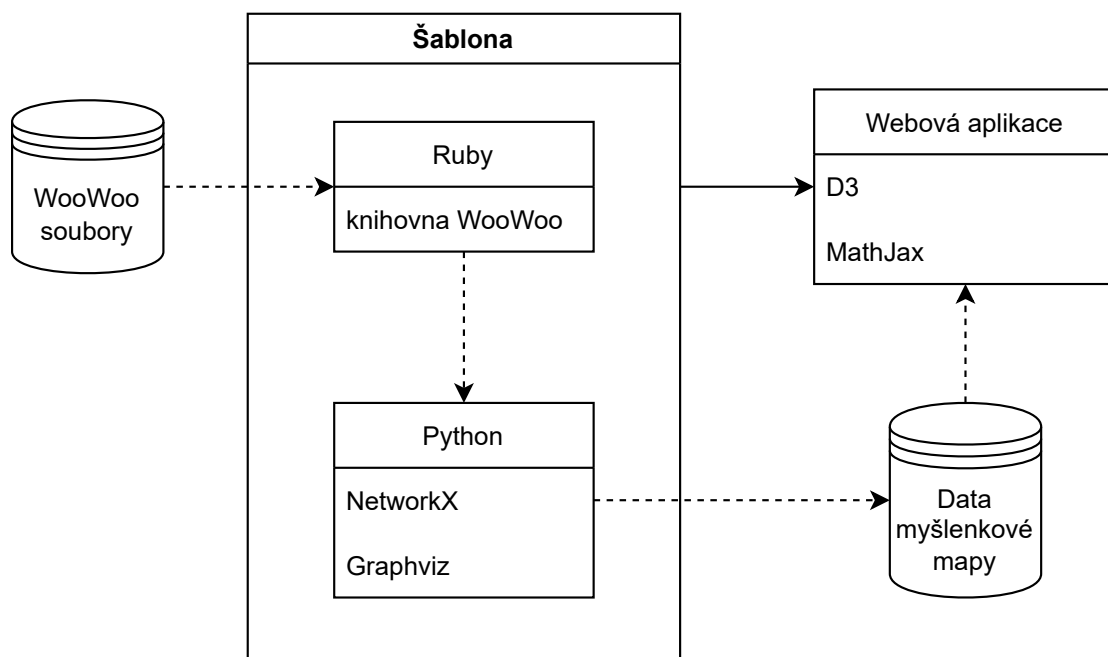 Šablona
WooWoo
soubory
Ruby
knihovna WooWoo
Webová aplikace
D3
MathJax
Python
NetworkX
Graphviz
Data
myšlenkové
mapy